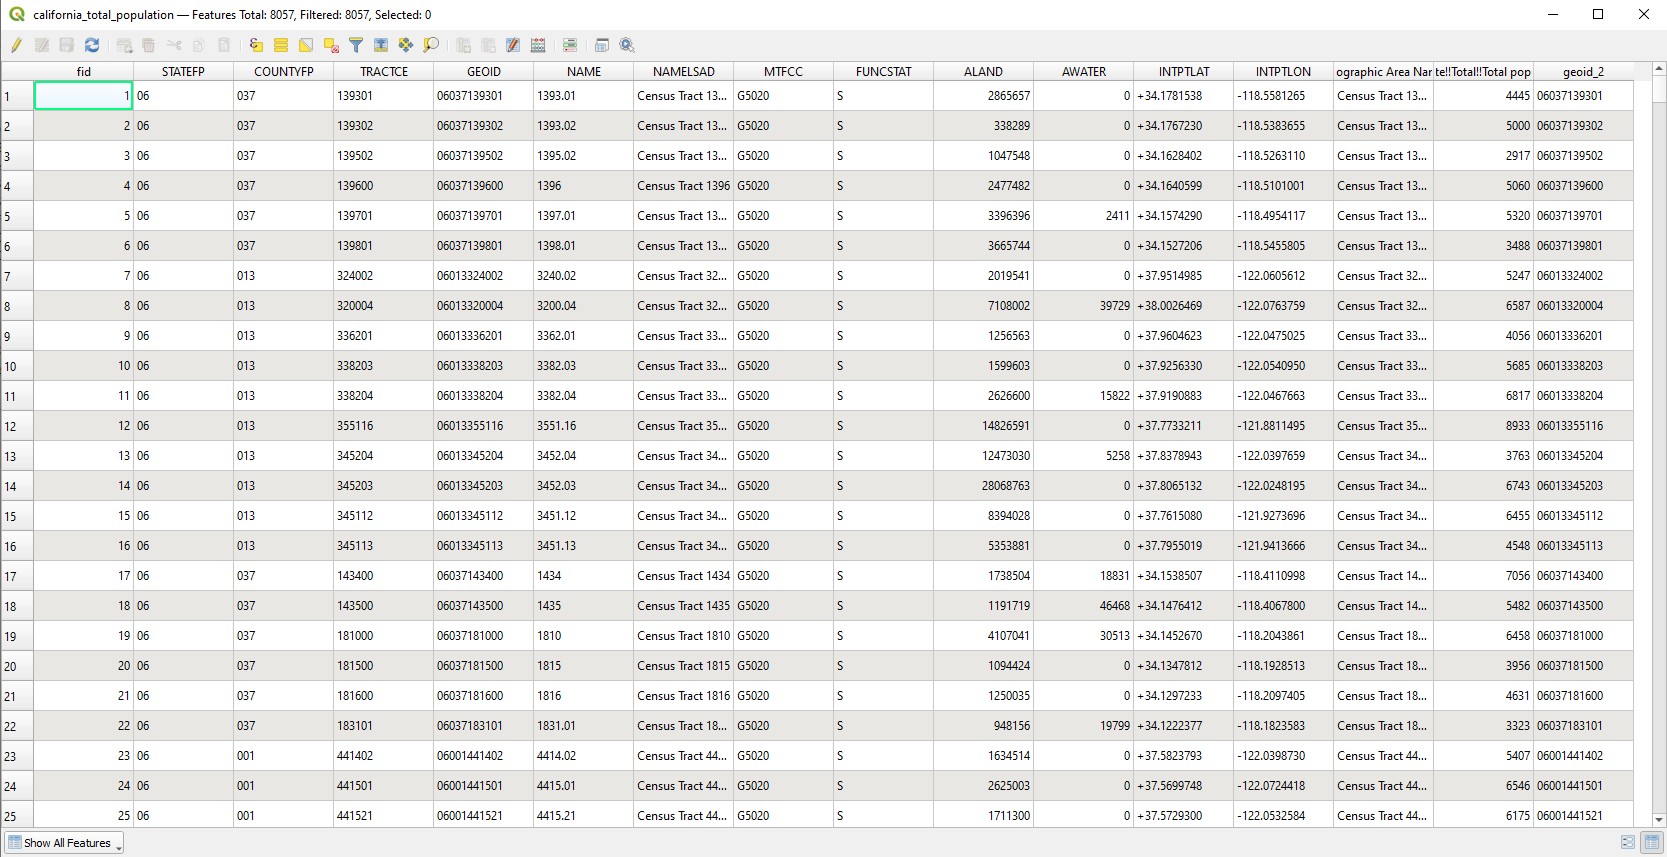 california_total_population — Features Total: 8057, Filtered: 8057, Selected: 0
fid STATEFP COUNTYFP TRACTCE GEOID NAME NAMELSAD MTFCC FUNCSTAT ALAND AWATER INTPTLAT INTPTLON ographic Area Nar te!!Total!!Total pop geoid_2
1 1 06 037 139301 06037139301 1393.01 Census Tract 13... G5020 S 2865657 0 +34.1781538 -118.5581265 Census Tract 13... 4445 06037139301
2 2 06 037 139302 06037139302 1393.02 Census Tract 13... G5020 S 338289 0 +34.1767230 -118.5383655 Census Tract 13... 5000 06037139302
3 3 06 037 139502 06037139502 1395.02 Census Tract 13... G5020 S 1047548 0 +34.1628402 -118.5263110 Census Tract 13... 2917 06037139502
4 4 06 037 139600 06037139600 1396 Census Tract 1396 G5020 S 2477482 0 +34.1640599 -118.5101001 Census Tract 13... 5060 06037139600
5 5 06 037 139701 06037139701 1397.01 Census Tract 13... G5020 S 3396396 2411 +34.1574290 -118.4954117 Census Tract 13... 5320 06037139701
6 6 06 037 139801 06037139801 1398.01 Census Tract 13... G5020 S 3665744 0 +34.1527206 -118.5455805 Census Tract 13... 3488 06037139801
7 7 06 013 324002 06013324002 3240.02 Census Tract 32... G5020 S 2019541 0 +37.9514985 -122.0605612 Census Tract 32... 5247 06013324002
8 8 06 013 320004 06013320004 3200.04 Census Tract 32... G5020 S 7108002 39729 +38.0026469 -122.0763759 Census Tract 32... 6587 06013320004
9 9 06 013 336201 06013336201 3362.01 Census Tract 33... G5020 S 1256563 0 +37.9604623 -122.0475025 Census Tract 33... 4056 06013336201
10 10 06 013 338203 06013338203 3382.03 Census Tract 33... G5020 S 1599603 0 +37.9256330 -122.0540950 Census Tract 33... 5685 06013338203
11 11 06 013 338204 06013338204 3382.04 Census Tract 33... G5020 S 2626600 15822 +37.9190883 -122.0467663 Census Tract 33... 6817 06013338204
12 12 06 013 355116 06013355116 3551.16 Census Tract 35... G5020 S 14826591 0 +37.7733211 -121.8811495 Census Tract 35... 8933 06013355116
13 13 06 013 345204 06013345204 3452.04 Census Tract 34... G5020 S 12473030 5258 +37.8378943 -122.0397659 Census Tract 34... 3763 06013345204
14 14 06 013 345203 06013345203 3452.03 Census Tract 34... G5020 S 28068763 0 +37.8065132 -122.0248195 Census Tract 34... 6743 06013345203
15 15 06 013 345112 06013345112 3451.12 Census Tract 34... G5020 S 8394028 0 +37.7615080 -121.9273696 Census Tract 34... 6455 06013345112
16 16 06 013 345113 06013345113 3451.13 Census Tract 34... G5020 S 5353881 0 +37.7955019 -121.9413666 Census Tract 34... 4548 06013345113
17 17 06 037 143400 06037143400 1434 Census Tract 1434 G5020 S 1738504 18831 +34.1538507 -118.4110998 Census Tract 14... 7056 06037143400
18 18 06 037 143500 06037143500 1435 Census Tract 1435 G5020 S 1191719 46468 +34.1476412 -118.4067800 Census Tract 14... 5482 06037143500
19 19 06 037 181000 06037181000 1810 Census Tract 1810 G5020 S 4107041 30513 +34.1452670 -118.2043861 Census Tract 18... 6458 06037181000
20 20 06 037 181500 06037181500 1815 Census Tract 1815 G5020 S 1094424 0 +34.1347812 -118.1928513 Census Tract 18... 3956 06037181500
21 21 06 037 181600 06037181600 1816 Census Tract 1816 G5020 S 1250035 0 +34.1297233 -118.2097405 Census Tract 18... 4631 06037181600
22 22 06 037 183101 06037183101 1831.01 Census Tract 18... G5020 S 948156 19799 +34.1222377 -118.1823583 Census Tract 18... 3323 06037183101
23 23 06 001 441402 06001441402 4414.02 Census Tract 44... G5020 S 1634514 0 +37.5823793 -122.0398730 Census Tract 44... 5407 06001441402
24 24 06 001 441501 06001441501 4415.01 Census Tract 44... G5020 S 2625003 0 +37.5699748 -122.0724418 Census Tract 44... 6546 06001441501
25 25 06 001 441521 06001441521 4415.21 Census Tract 44... G5020 S 1711300 0 +37.5729300 -122.0532584 Census Tract 44... 6175 06001441521
Show All Features